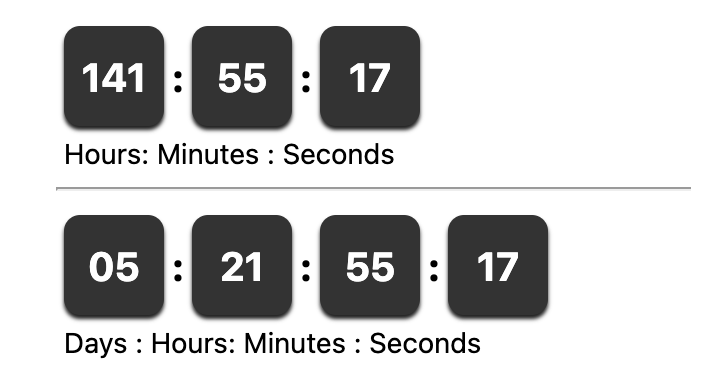 141 : 55 : 17
Hours: Minutes : Seconds
05 : 21 : 55 : 17
Days : Hours: Minutes : Seconds